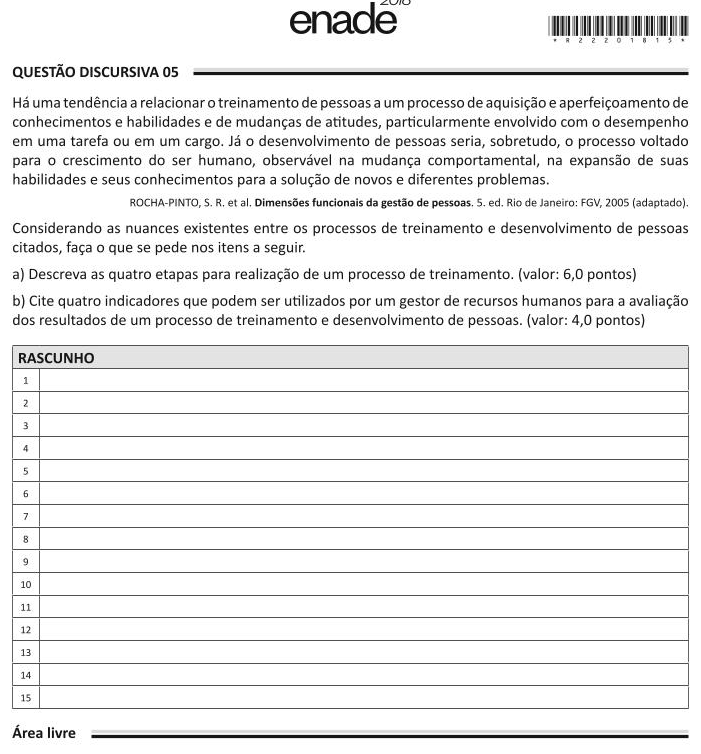 2018
enade
* R 2 2 2 0 1 8 1 5 *
QUESTÃO DISCURSIVA 05
Há uma tendência a relacionar o treinamento de pessoas a um processo de aquisição e aperfeiçoamento de
conhecimentos e habilidades e de mudanças de atitudes, particularmente envolvido com o desempenho
em uma tarefa ou em um cargo. Já o desenvolvimento de pessoas seria, sobretudo, o processo voltado
para o crescimento do ser humano, observável na mudança comportamental, na expansão de suas
habilidades e seus conhecimentos para a solução de novos e diferentes problemas.
ROCHA-PINTO, S. R. et al. Dimensões funcionais da gestão de pessoas. 5. ed. Rio de Janeiro: FGV, 2005 (adaptado).
Considerando as nuances existentes entre os processos de treinamento e desenvolvimento de pessoas
citados, faça o que se pede nos itens a seguir.
a) Descreva as quatro etapas para realização de um processo de treinamento. (valor: 6,0 pontos)
b) Cite quatro indicadores que podem ser utilizados por um gestor de recursos humanos para a avaliação
dos resultados de um processo de treinamento e desenvolvimento de pessoas. (valor: 4,0 pontos)
RASCUNHO
1
2
3
4
5
6
7
8
9
10
11
12
13
14
15
Área livre